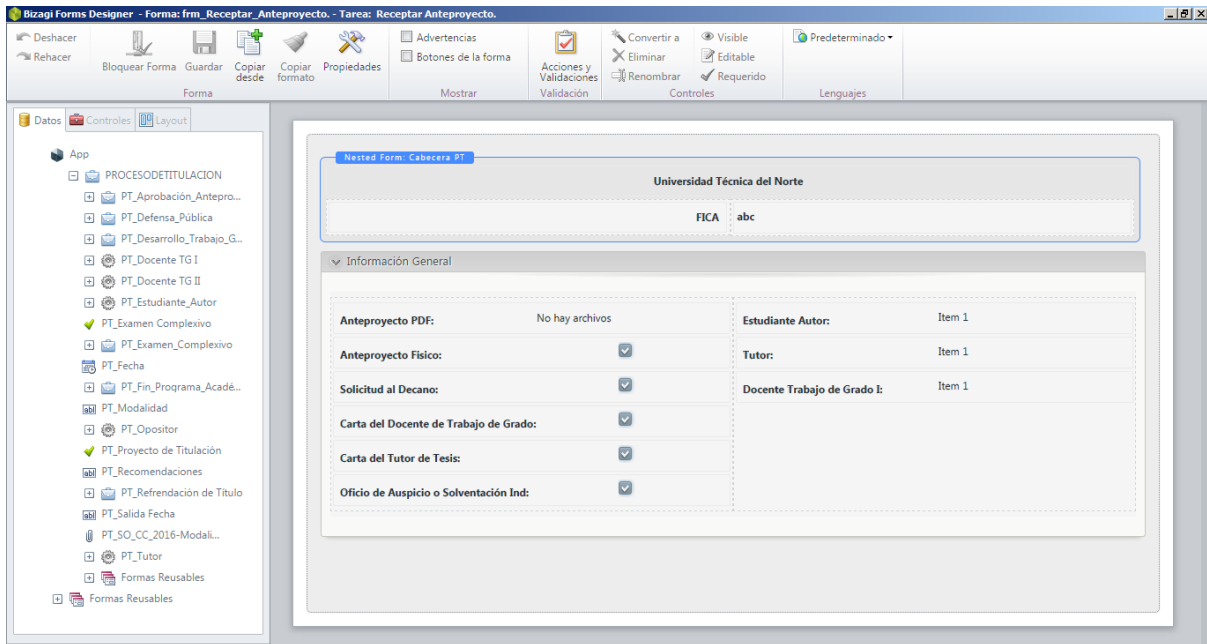 Bizagi Forms Designer - Forma: frm_Receptar_Anteproyecto. - Tarea: Receptar Anteproyecto.
Deshacer
Rehacer
Bloquear Forma
Guardar
Copiar desde
Copiar formato
Propiedades
Forma
Advertencias
Botones de la forma
Mostrar
Acciones y Validaciones
Validación
Convertir a
Eliminar
Renombrar
Visible
Editable
Requerido
Controles
Predeterminado
Lenguajes
Datos
Controles
Layout
App
PROCESODETITULACION
PT_Aprobación_Antepro...
PT_Defensa_Pública
PT_Desarrollo_Trabajo_G...
PT_Docente TG I
PT_Docente TG II
PT_Estudiante_Autor
PT_Examen Complexivo
PT_Examen_Complexivo
PT_Fecha
PT_Fin_Programa_Acadé...
abl PT_Modalidad
PT_Opositor
PT_Proyecto de Titulación
abl PT_Recomendaciones
PT_Refrendación de Título
abl PT_Salida Fecha
PT_SO_CC_2016-Modali...
PT_Tutor
Formas Reusables
Formas Reusables
Nested Form: Cabecera PT
Universidad Técnica del Norte
FICA abc
Información General
Anteproyecto PDF: No hay archivos
Anteproyecto Físico:
Solicitud al Decano:
Carta del Docente de Trabajo de Grado:
Carta del Tutor de Tesis:
Oficio de Auspicio o Solventación Ind:
Estudiante Autor: Item 1
Tutor: Item 1
Docente Trabajo de Grado I: Item 1